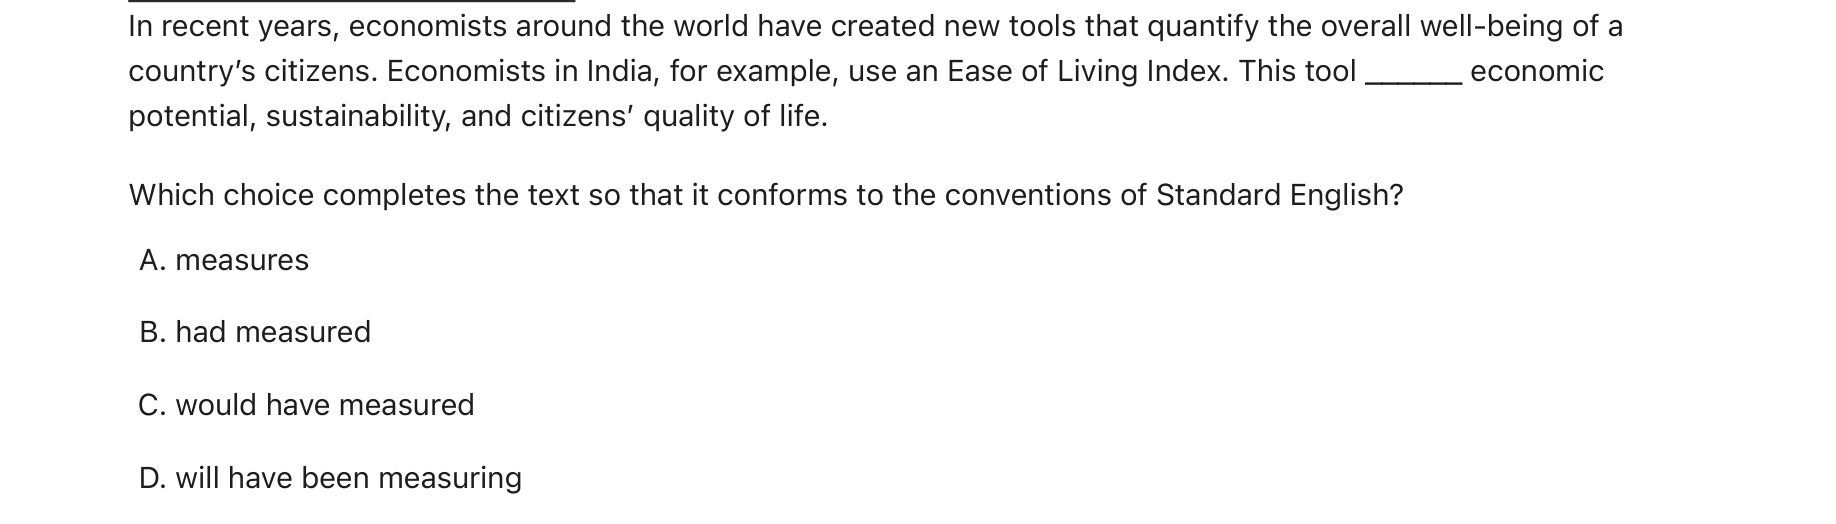 In recent years, economists around the world have created new tools that quantify the overall well-being of a
country’s citizens. Economists in India, for example, use an Ease of Living Index. This tool ______ economic
potential, sustainability, and citizens’ quality of life.
Which choice completes the text so that it conforms to the conventions of Standard English?
A. measures
B. had measured
C. would have measured
D. will have been measuring